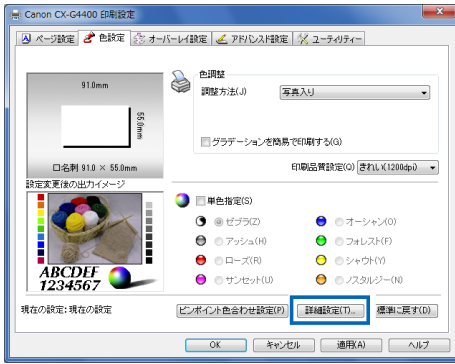 Canon CX-G4400 印刷設定
ページ設定 色設定 オーバーレイ設定 アドバンスト設定 ユーティリティー
91.0mm
55.0mm
口名刺 91.0 × 55.0mm
色調整
調整方法(J) 写真入り
グラデーションを簡易で印刷する(G)
印刷品質設定(Q) きれい(1200dpi)
設定変更後の出力イメージ
ABCDEF
1234567
単色指定(S)
ゼブラ(Z) オーシャン(O)
アッシュ(H) フォレスト(F)
ローズ(R) シャウト(Y)
サンセット(U) ノスタルジー(N)
現在の設定:現在の設定
ピンポイント色合わせ設定(P) 詳細設定(T)... 標準に戻す(D)
OK キャンセル 適用(A) ヘルプ